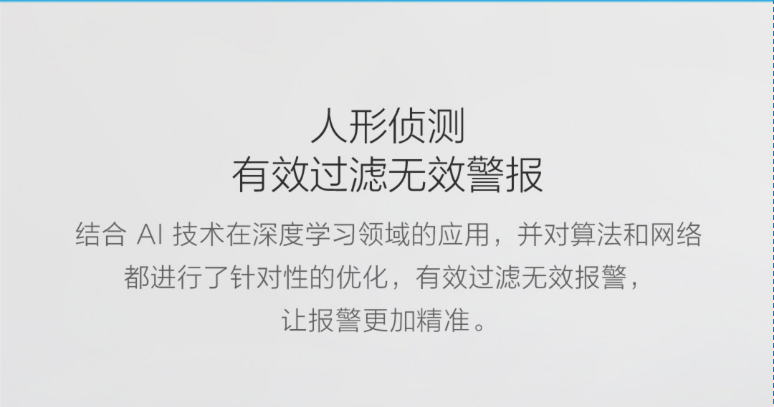 人形侦测
有效过滤无效警报
结合 AI 技术在深度学习领域的应用，并对算法和网络
都进行了针对性的优化，有效过滤无效报警，
让报警更加精准。